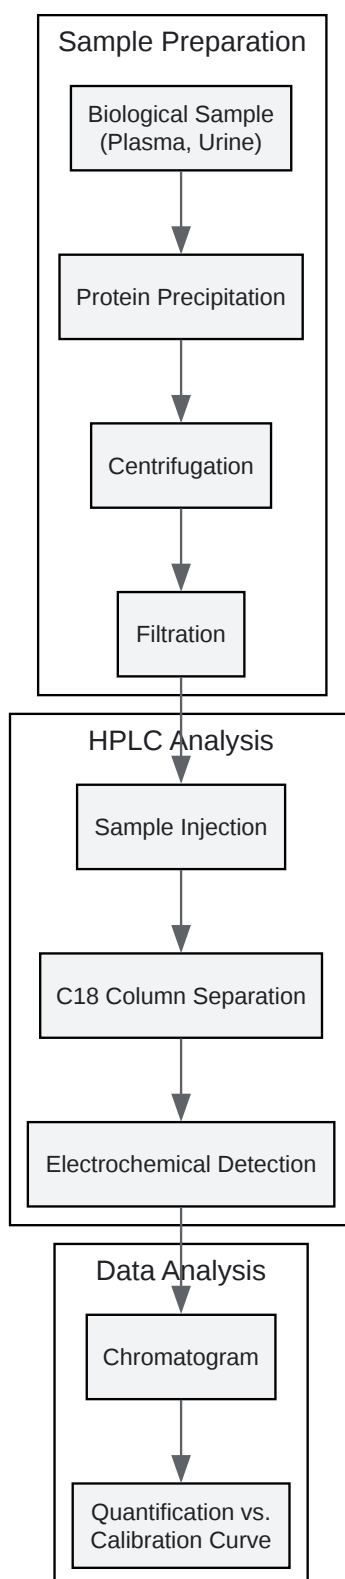 Sample Preparation
Biological Sample
(Plasma, Urine)
Protein Precipitation
Centrifugation
Filtration
HPLC Analysis
Sample Injection
C18 Column Separation
Electrochemical Detection
Data Analysis
Chromatogram
Quantification vs.
Calibration Curve